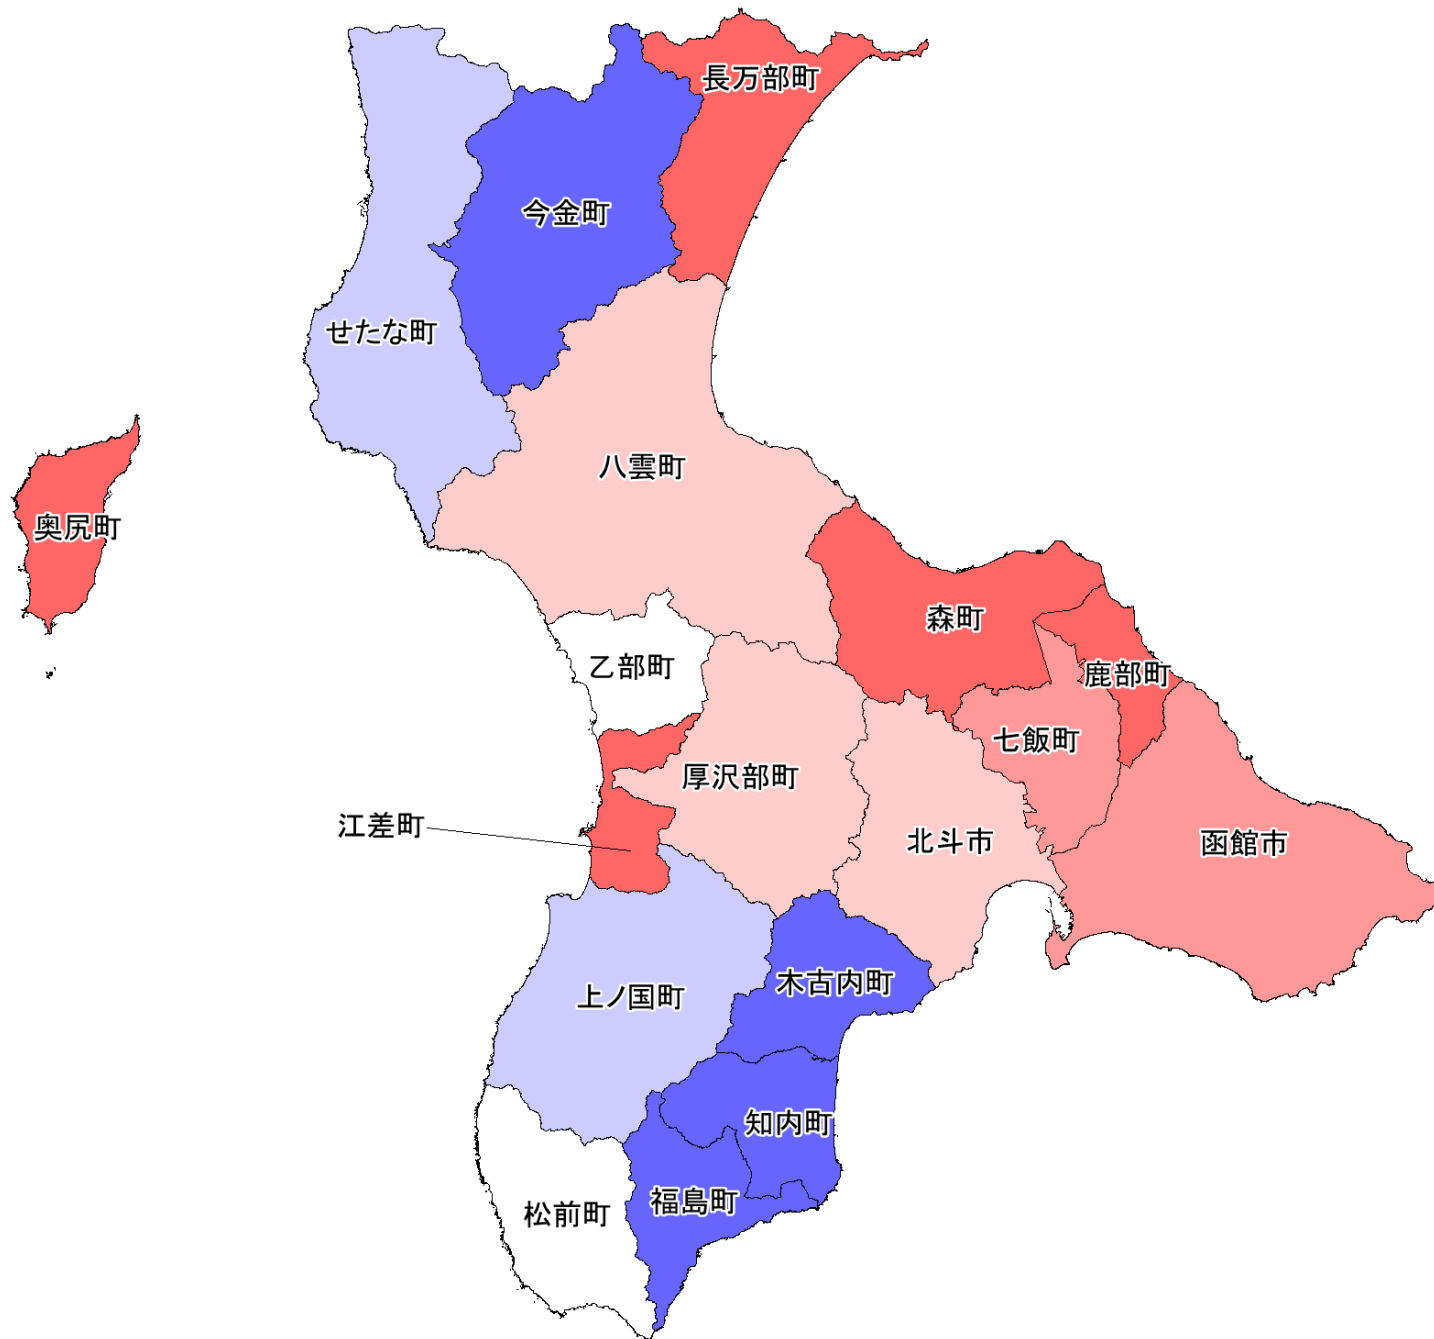 長万部町
今金町
せたな町
八雲町
奥尻町
森町
乙部町
鹿部町
七飯町
厚沢部町
江差町
北斗市
函館市
木古内町
上ノ国町
知内町
福島町
松前町